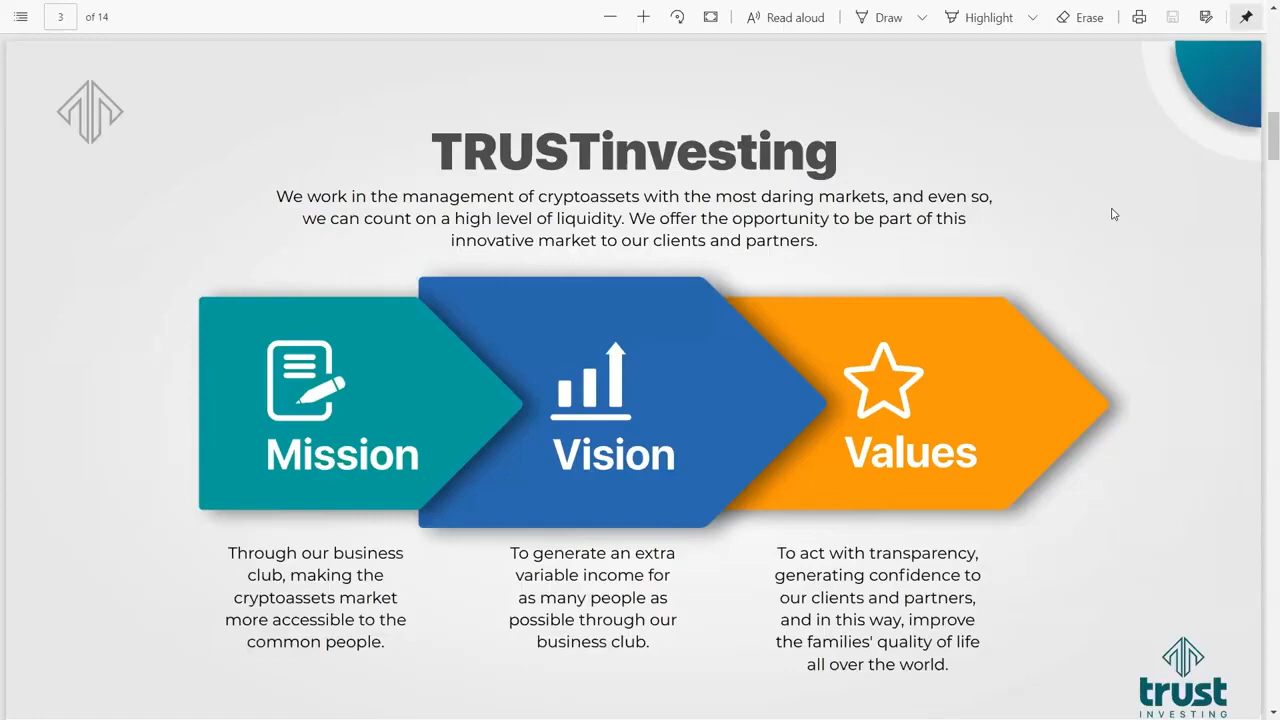 3
of 14
Read aloud
Draw
Highlight
Erase
TRUSTinvesting
We work in the management of cryptoassets with the most daring markets, and even so,
we can count on a high level of liquidity. We offer the opportunity to be part of this
innovative market to our clients and partners.
Mission
Vision
Values
Through our business
club, making the
cryptoassets market
more accessible to the
common people.
To generate an extra
variable income for
as many people as
possible through our
business club.
To act with transparency,
generating confidence to
our clients and partners,
and in this way, improve
the families' quality of life
all over the world.
trust
INVESTING